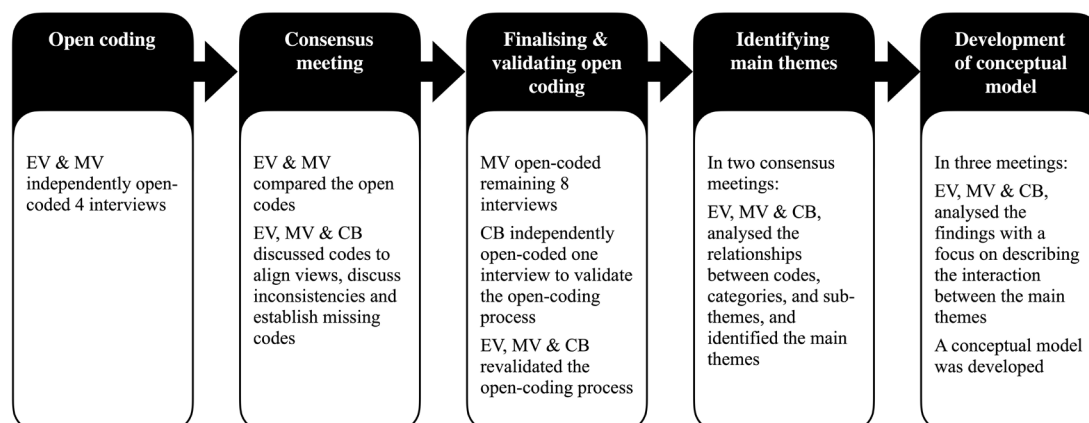 Open coding
EV & MV
independently open-
coded 4 interviews
Consensus
meeting
EV & MV
compared the open
codes
EV, MV & CB
discussed codes to
align views, discuss
inconsistencies and
establish missing
codes
Finalising &
validating open
coding
MV open-coded
remaining 8
interviews
CB independently
open-coded one
interview to validate
the open-coding
process
EV, MV & CB
revalidated the
open-coding process
Identifying
main themes
In two consensus
meetings:
EV, MV & CB,
analysed the
relationships
between codes,
categories, and sub-
themes, and
identified the main
themes
Development
of conceptual
model
In three meetings:
EV, MV & CB,
analysed the
findings with a
focus on describing
the interaction
between the main
themes
A conceptual model
was developed